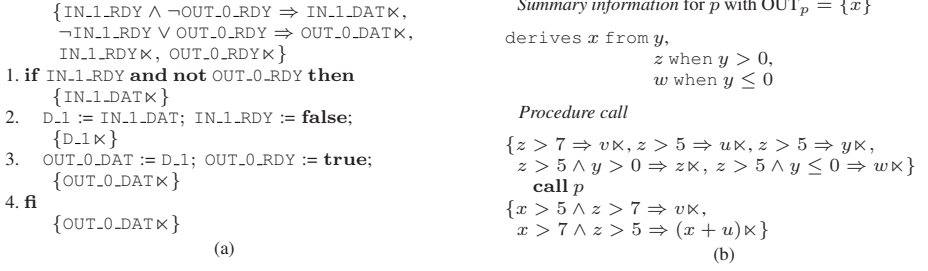 {IN_1_RDY ∧ ¬OUT_0_RDY ⇒ IN_1_DAT⋉,
¬IN_1_RDY ∨ OUT_0_RDY ⇒ OUT_0_DAT⋉,
IN_1_RDY⋉, OUT_0_RDY⋉}
1. if IN_1_RDY and not OUT_0_RDY then
{IN_1_DAT⋉}
2. D_1 := IN_1_DAT; IN_1_RDY := false;
{D_1⋉}
3. OUT_0_DAT := D_1; OUT_0_RDY := true;
{OUT_0_DAT⋉}
4. fi
{OUT_0_DAT⋉}
(a)
Summary information for p with OUT_p = {x}
derives x from y,
z when y > 0,
w when y ≤ 0
Procedure call
{z > 7 ⇒ v⋉, z > 5 ⇒ u⋉, z > 5 ⇒ y⋉,
z > 5 ∧ y > 0 ⇒ z⋉, z > 5 ∧ y ≤ 0 ⇒ w⋉}
call p
{x > 5 ∧ z > 7 ⇒ v⋉,
x > 7 ∧ z > 5 ⇒ (x + u)⋉}
(b)